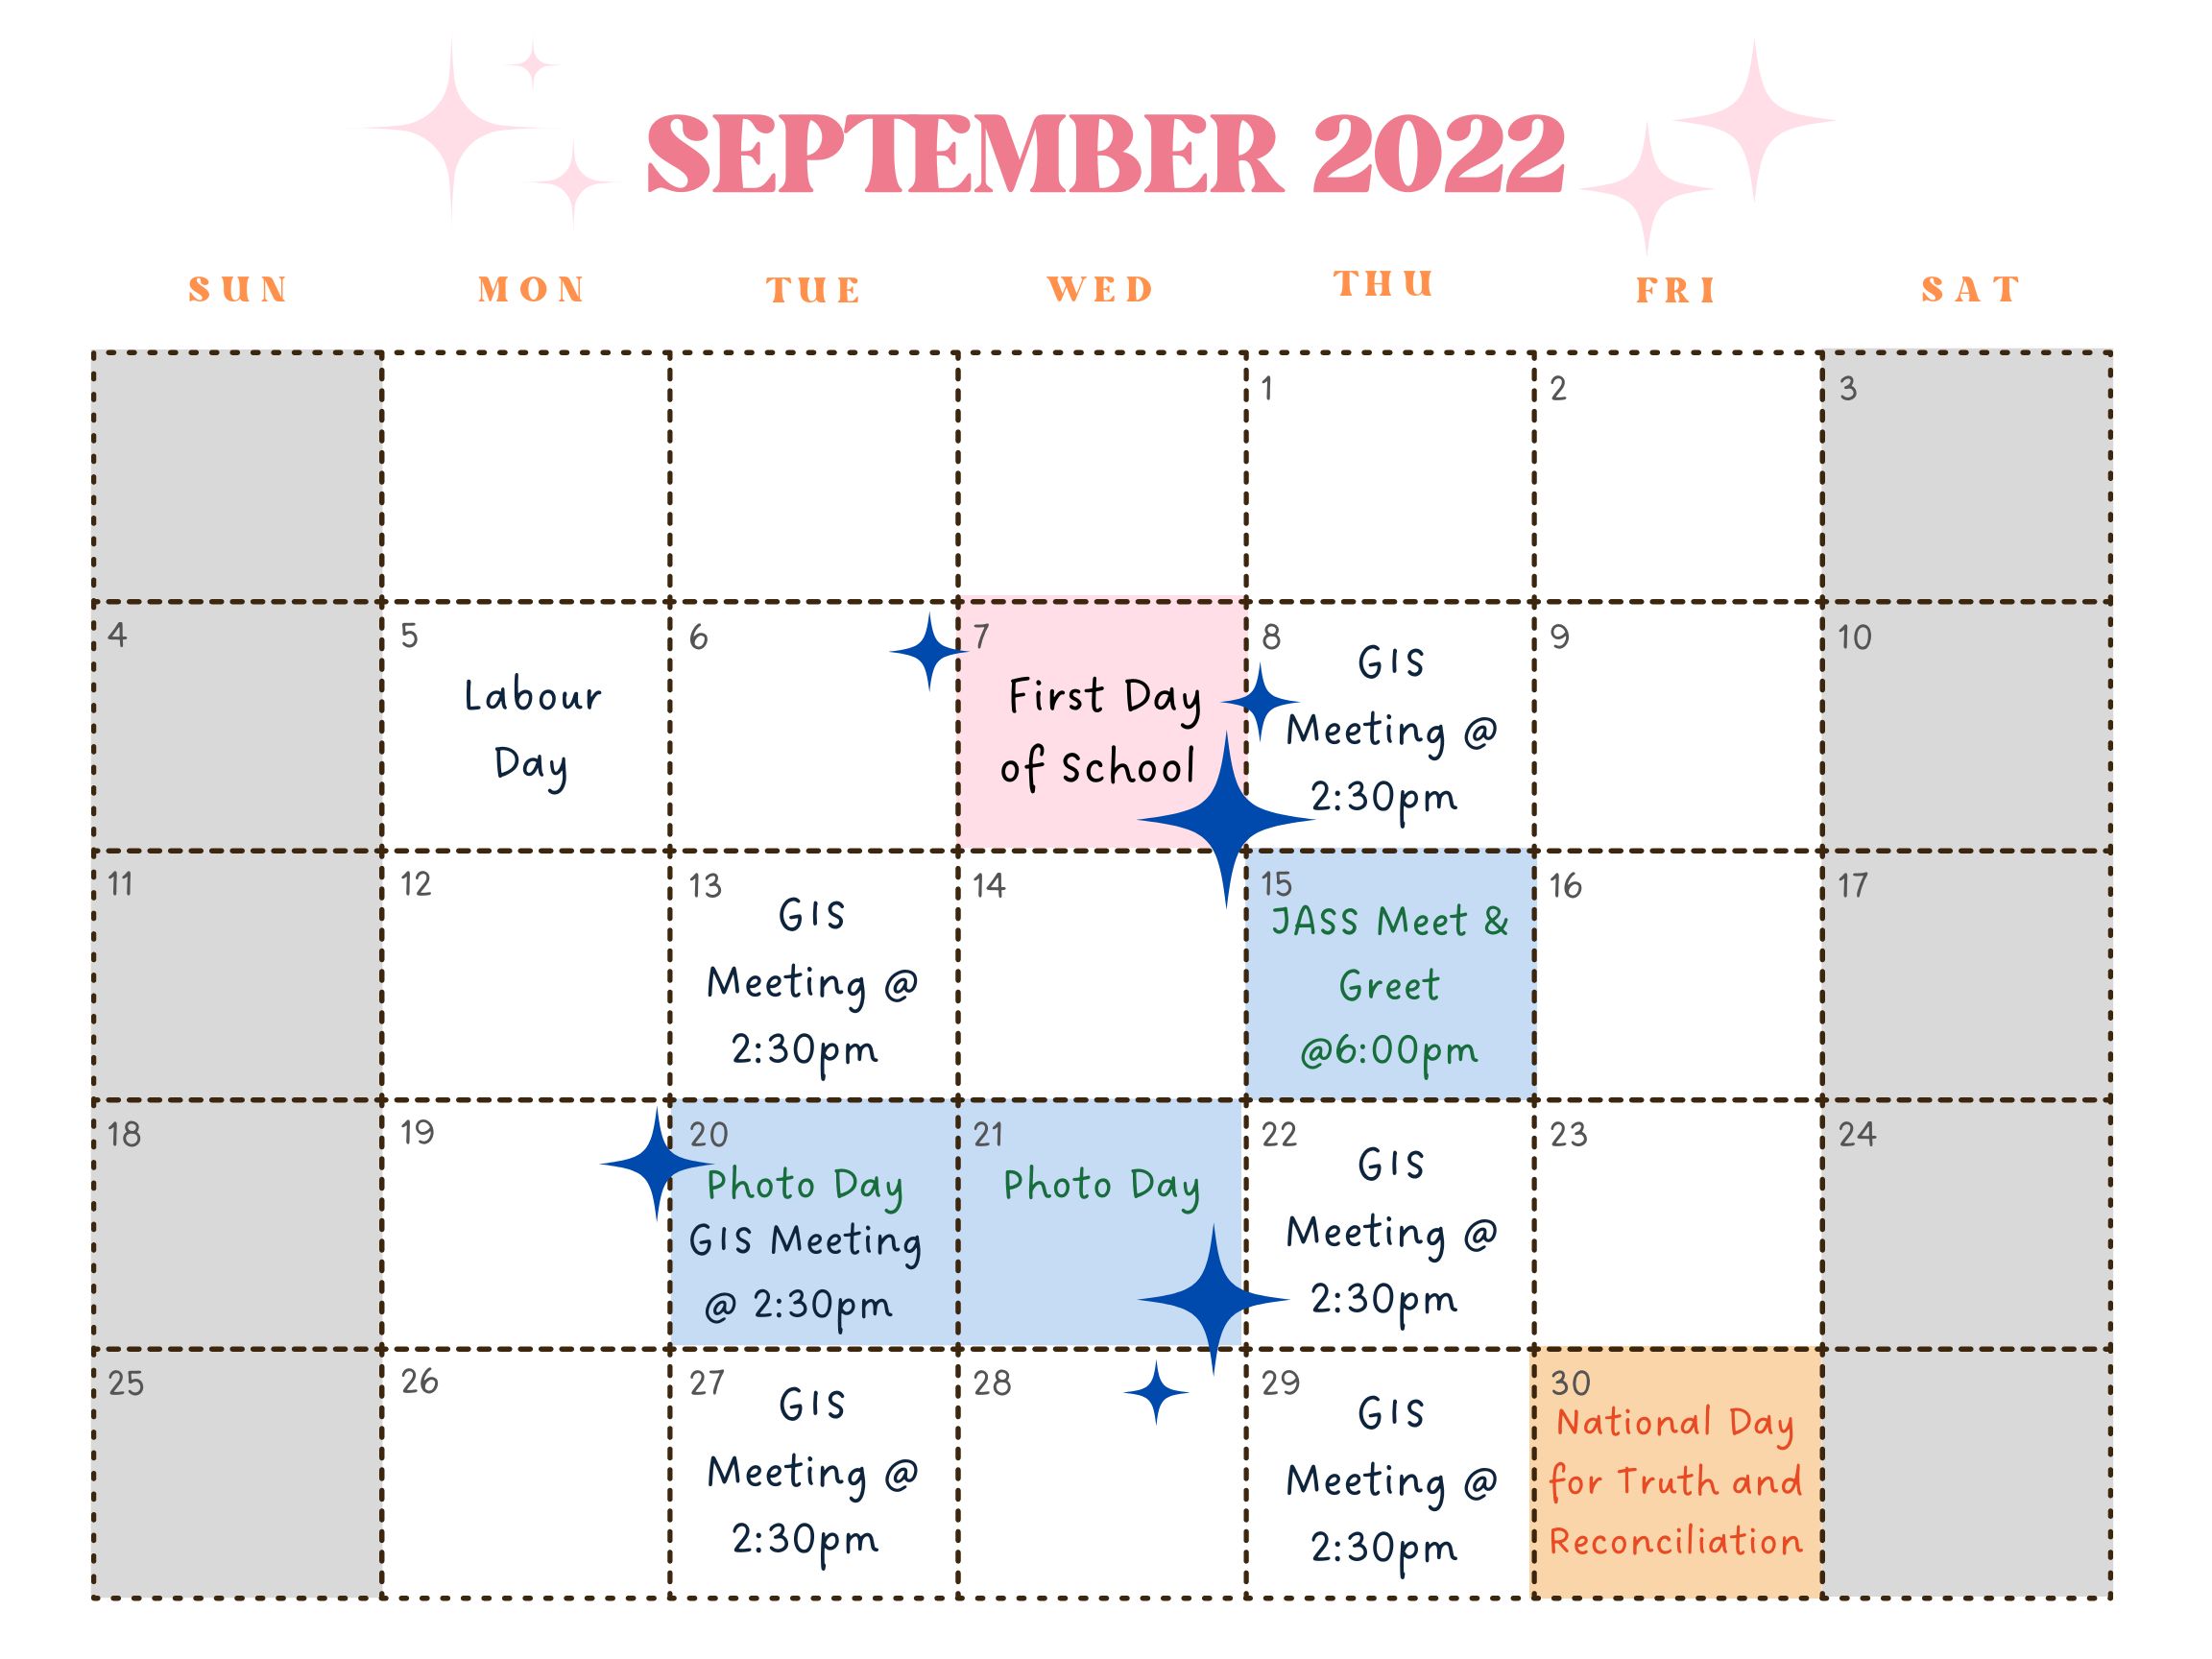 SEPTEMBER 2022
SUN MON TUE WED THU FRI SAT
1 2 3
4 5 6 7 8 9 10
Labour
Day
First Day
of School
GIS
Meeting @
2:30pm
11 12 13 14 15 16 17
GIS
Meeting @
2:30pm
JASS Meet &
Greet
@6:00pm
18 19 20 21 22 23 24
Photo Day
GIS Meeting
@ 2:30pm
Photo Day
GIS
Meeting @
2:30pm
25 26 27 28 29 30
GIS
Meeting @
2:30pm
GIS
Meeting @
2:30pm
National Day
for Truth and
Reconciliation